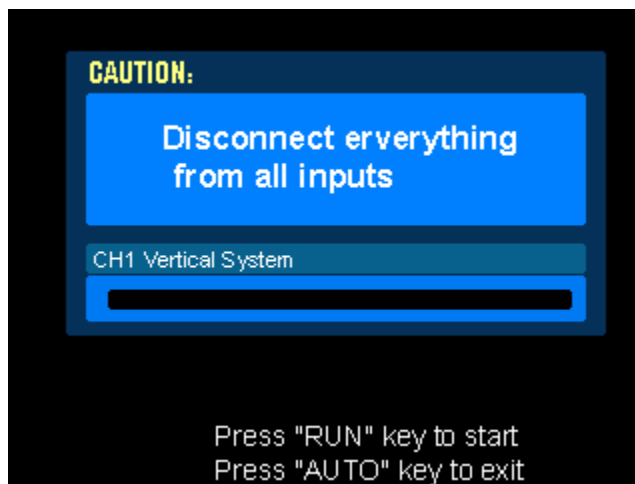 CAUTION:
Disconnect erverything
from all inputs
CH1 Vertical System
Press "RUN" key to start
Press "AUTO" key to exit